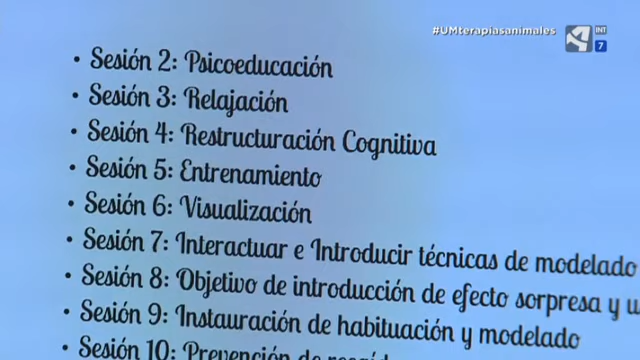 #UMterapiasanimales
INT
7
• Sesión 2: Psicoeducación
• Sesión 3: Relajación
• Sesión 4: Restructuración Cognitiva
• Sesión 5: Entrenamiento
• Sesión 6: Visualización
• Sesión 7: Interactuar e Introducir técnicas de modelado
• Sesión 8: Objetivo de introducción de efecto sorpresa y
• Sesión 9: Instauración de habituación y modelado
• Sesión 10: Prevención de